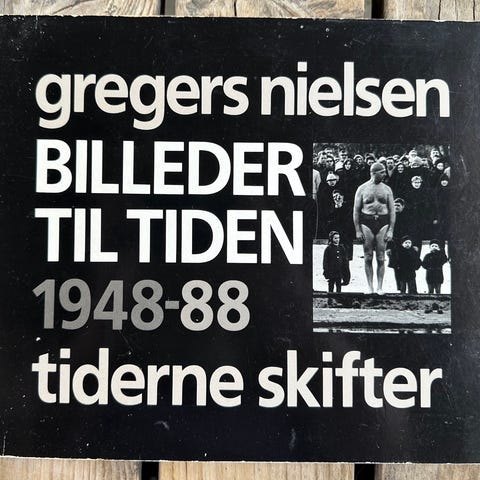 gregers nielsen
BILLEDER
TIL TIDEN
1948-88
tiderne skifter